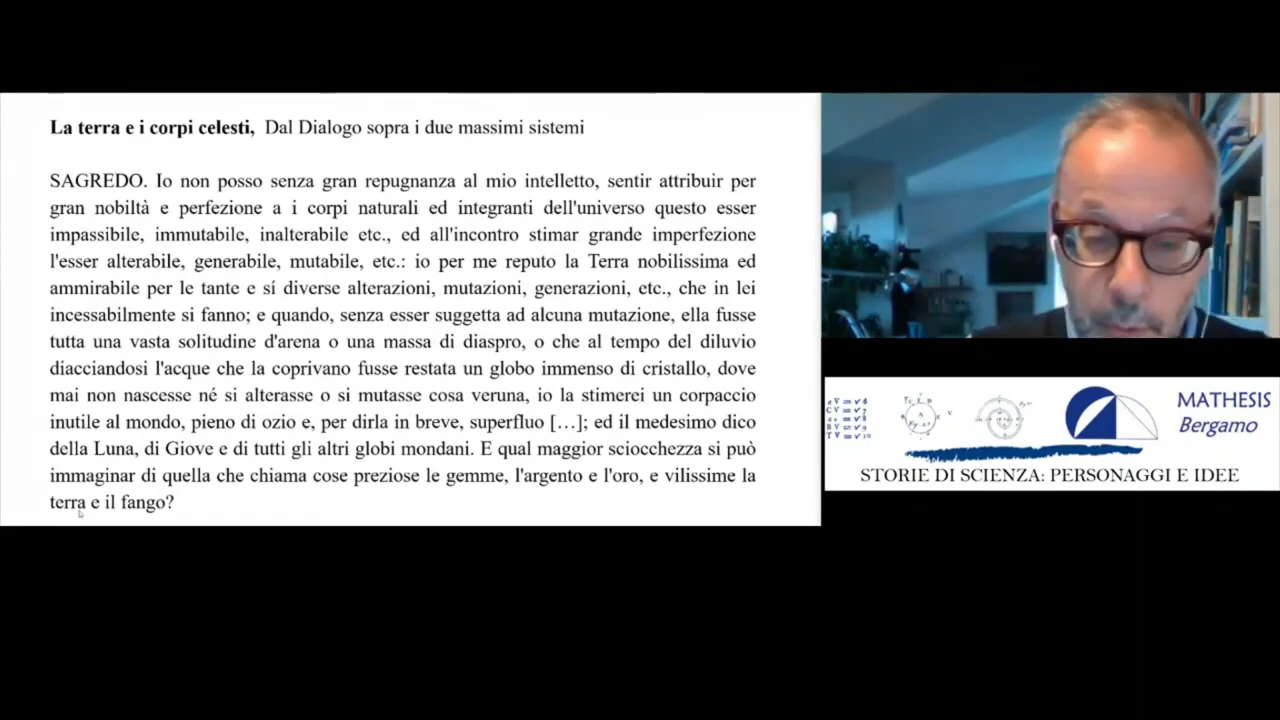 La terra e i corpi celesti, Dal Dialogo sopra i due massimi sistemi
SAGREDO. Io non posso senza gran repugnanza al mio intelletto, sentir attribuir per
gran nobiltà e perfezione a i corpi naturali ed integranti dell'universo questo esser
impassibile, immutabile, inalterabile etc., ed all'incontro stimar grande imperfezione
l'esser alterabile, generabile, mutabile, etc.: io per me reputo la Terra nobilissima ed
ammirabile per le tante e sí diverse alterazioni, mutazioni, generazioni, etc., che in lei
incessabilmente si fanno; e quando, senza esser suggetta ad alcuna mutazione, ella fusse
tutta una vasta solitudine d'arena o una massa di diaspro, o che al tempo del diluvio
diacciandosi l'acque che la coprivano fusse restata un globo immenso di cristallo, dove
mai non nascesse né si alterasse o si mutasse cosa veruna, io la stimerei un corpaccio
inutile al mondo, pieno di ozio e, per dirla in breve, superfluo […]; ed il medesimo dico
della Luna, di Giove e di tutti gli altri globi mondani. E qual maggior sciocchezza si può
immaginar di quella che chiama cose preziose le gemme, l'argento e l'oro, e vilissime la
terra e il fango?
MATHESIS
Bergamo
STORIE DI SCIENZA: PERSONAGGI E IDEE